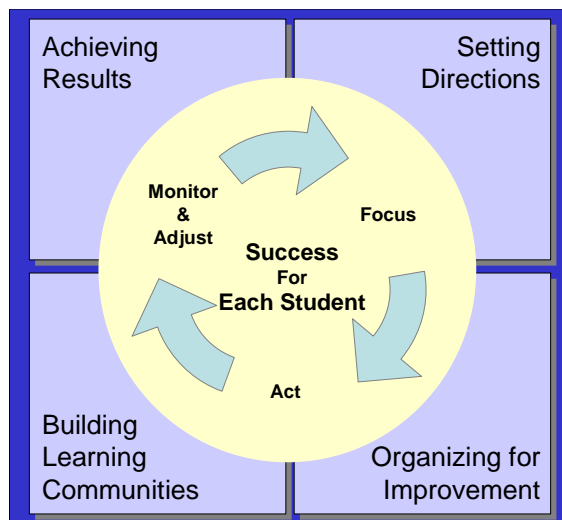 Achieving
Results
Setting
Directions
Monitor
&
Adjust
Focus
Success
For
Each Student
Act
Building
Learning
Communities
Organizing for
Improvement